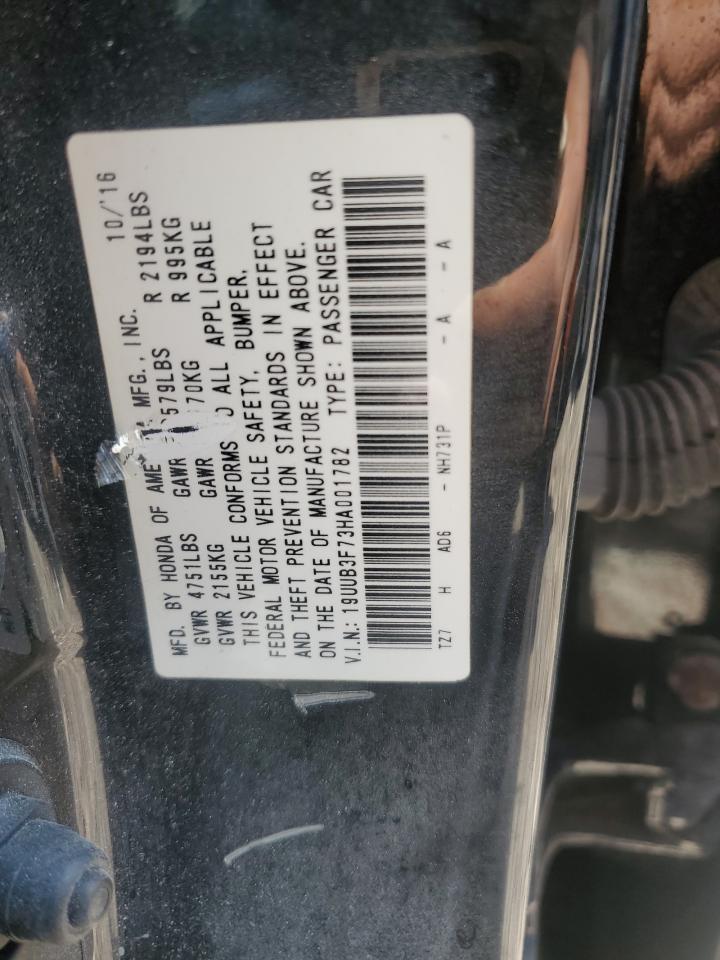 MFD. BY HONDA OF AME MFG., INC. 10/'16
GVWR 4751LBS GAWR 579LBS R 2194LBS
GVWR 2155KG GAWR 70KG R 995KG
THIS VEHICLE CONFORMS ALL APPLICABLE
FEDERAL MOTOR VEHICLE SAFETY, BUMPER,
AND THEFT PREVENTION STANDARDS IN EFFECT
ON THE DATE OF MANUFACTURE SHOWN ABOVE.
V.I.N.: 19UUB3F73HA001782 TYPE: PASSENGER CAR
TZ7 H AD6 - NH731P - A - A